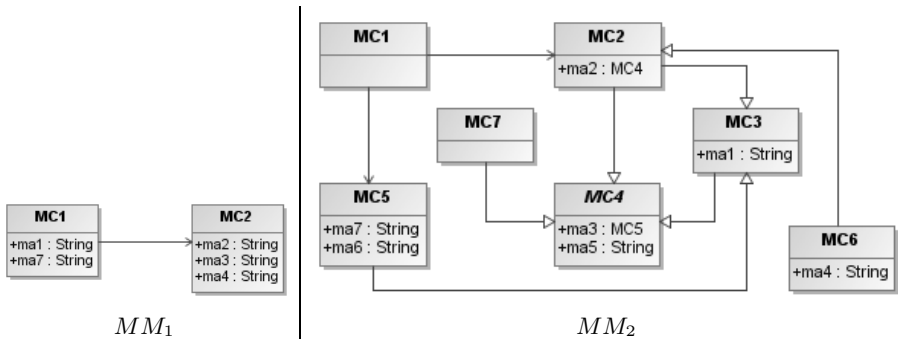 MC1
+ma1 : String
+ma7 : String
MC2
+ma2 : String
+ma3 : String
+ma4 : String
MM1
MC1
MC2
+ma2 : MC4
MC7
MC3
+ma1 : String
MC5
+ma7 : String
+ma6 : String
MC4
+ma3 : MC5
+ma5 : String
MC6
+ma4 : String
MM2